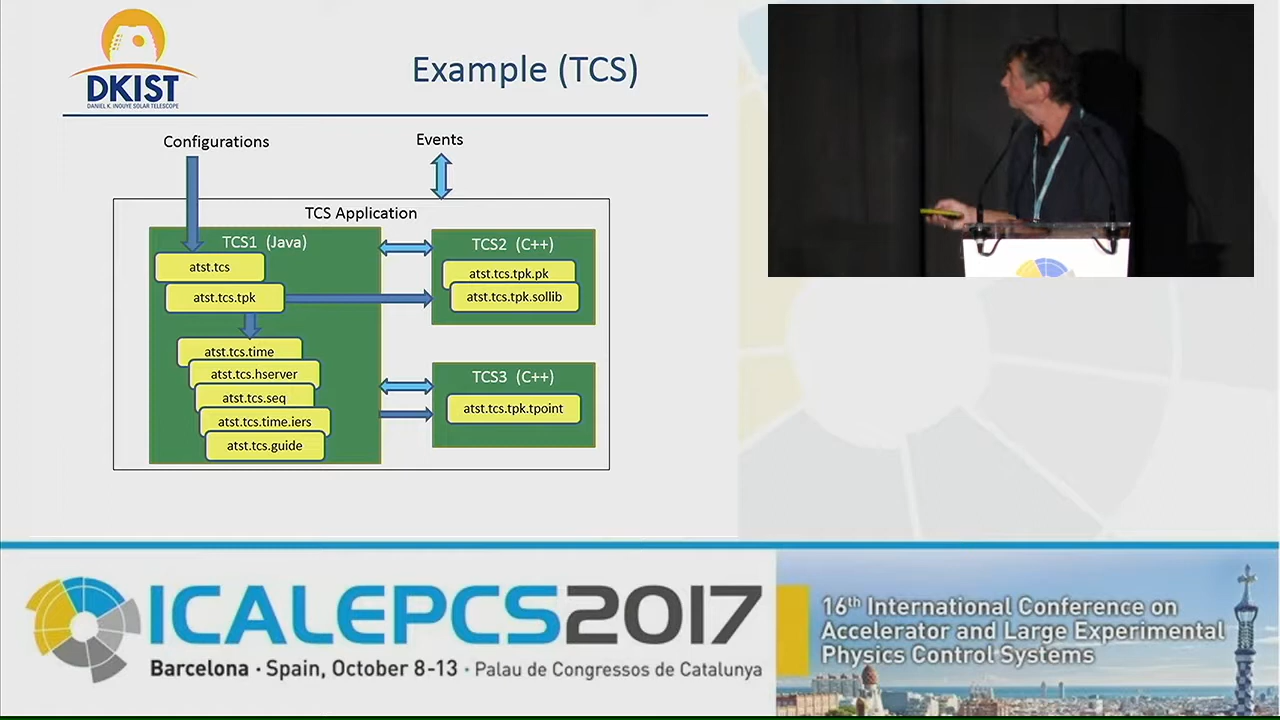 DKIST
DANIEL K. INOUYE SOLAR TELESCOPE
Example (TCS)
Configurations
Events
TCS Application
TCS1 (Java)
atst.tcs
atst.tcs.tpk
atst.tcs.time
atst.tcs.hserver
atst.tcs.seq
atst.tcs.time.iers
atst.tcs.guide
TCS2 (C++)
atst.tcs.tpk.pk
atst.tcs.tpk.sollib
TCS3 (C++)
atst.tcs.tpk.tpoint
ICALEPCS2017
Barcelona · Spain, October 8-13 · Palau de Congressos de Catalunya
16th International Conference on
Accelerator and Large Experimental
Physics Control Systems